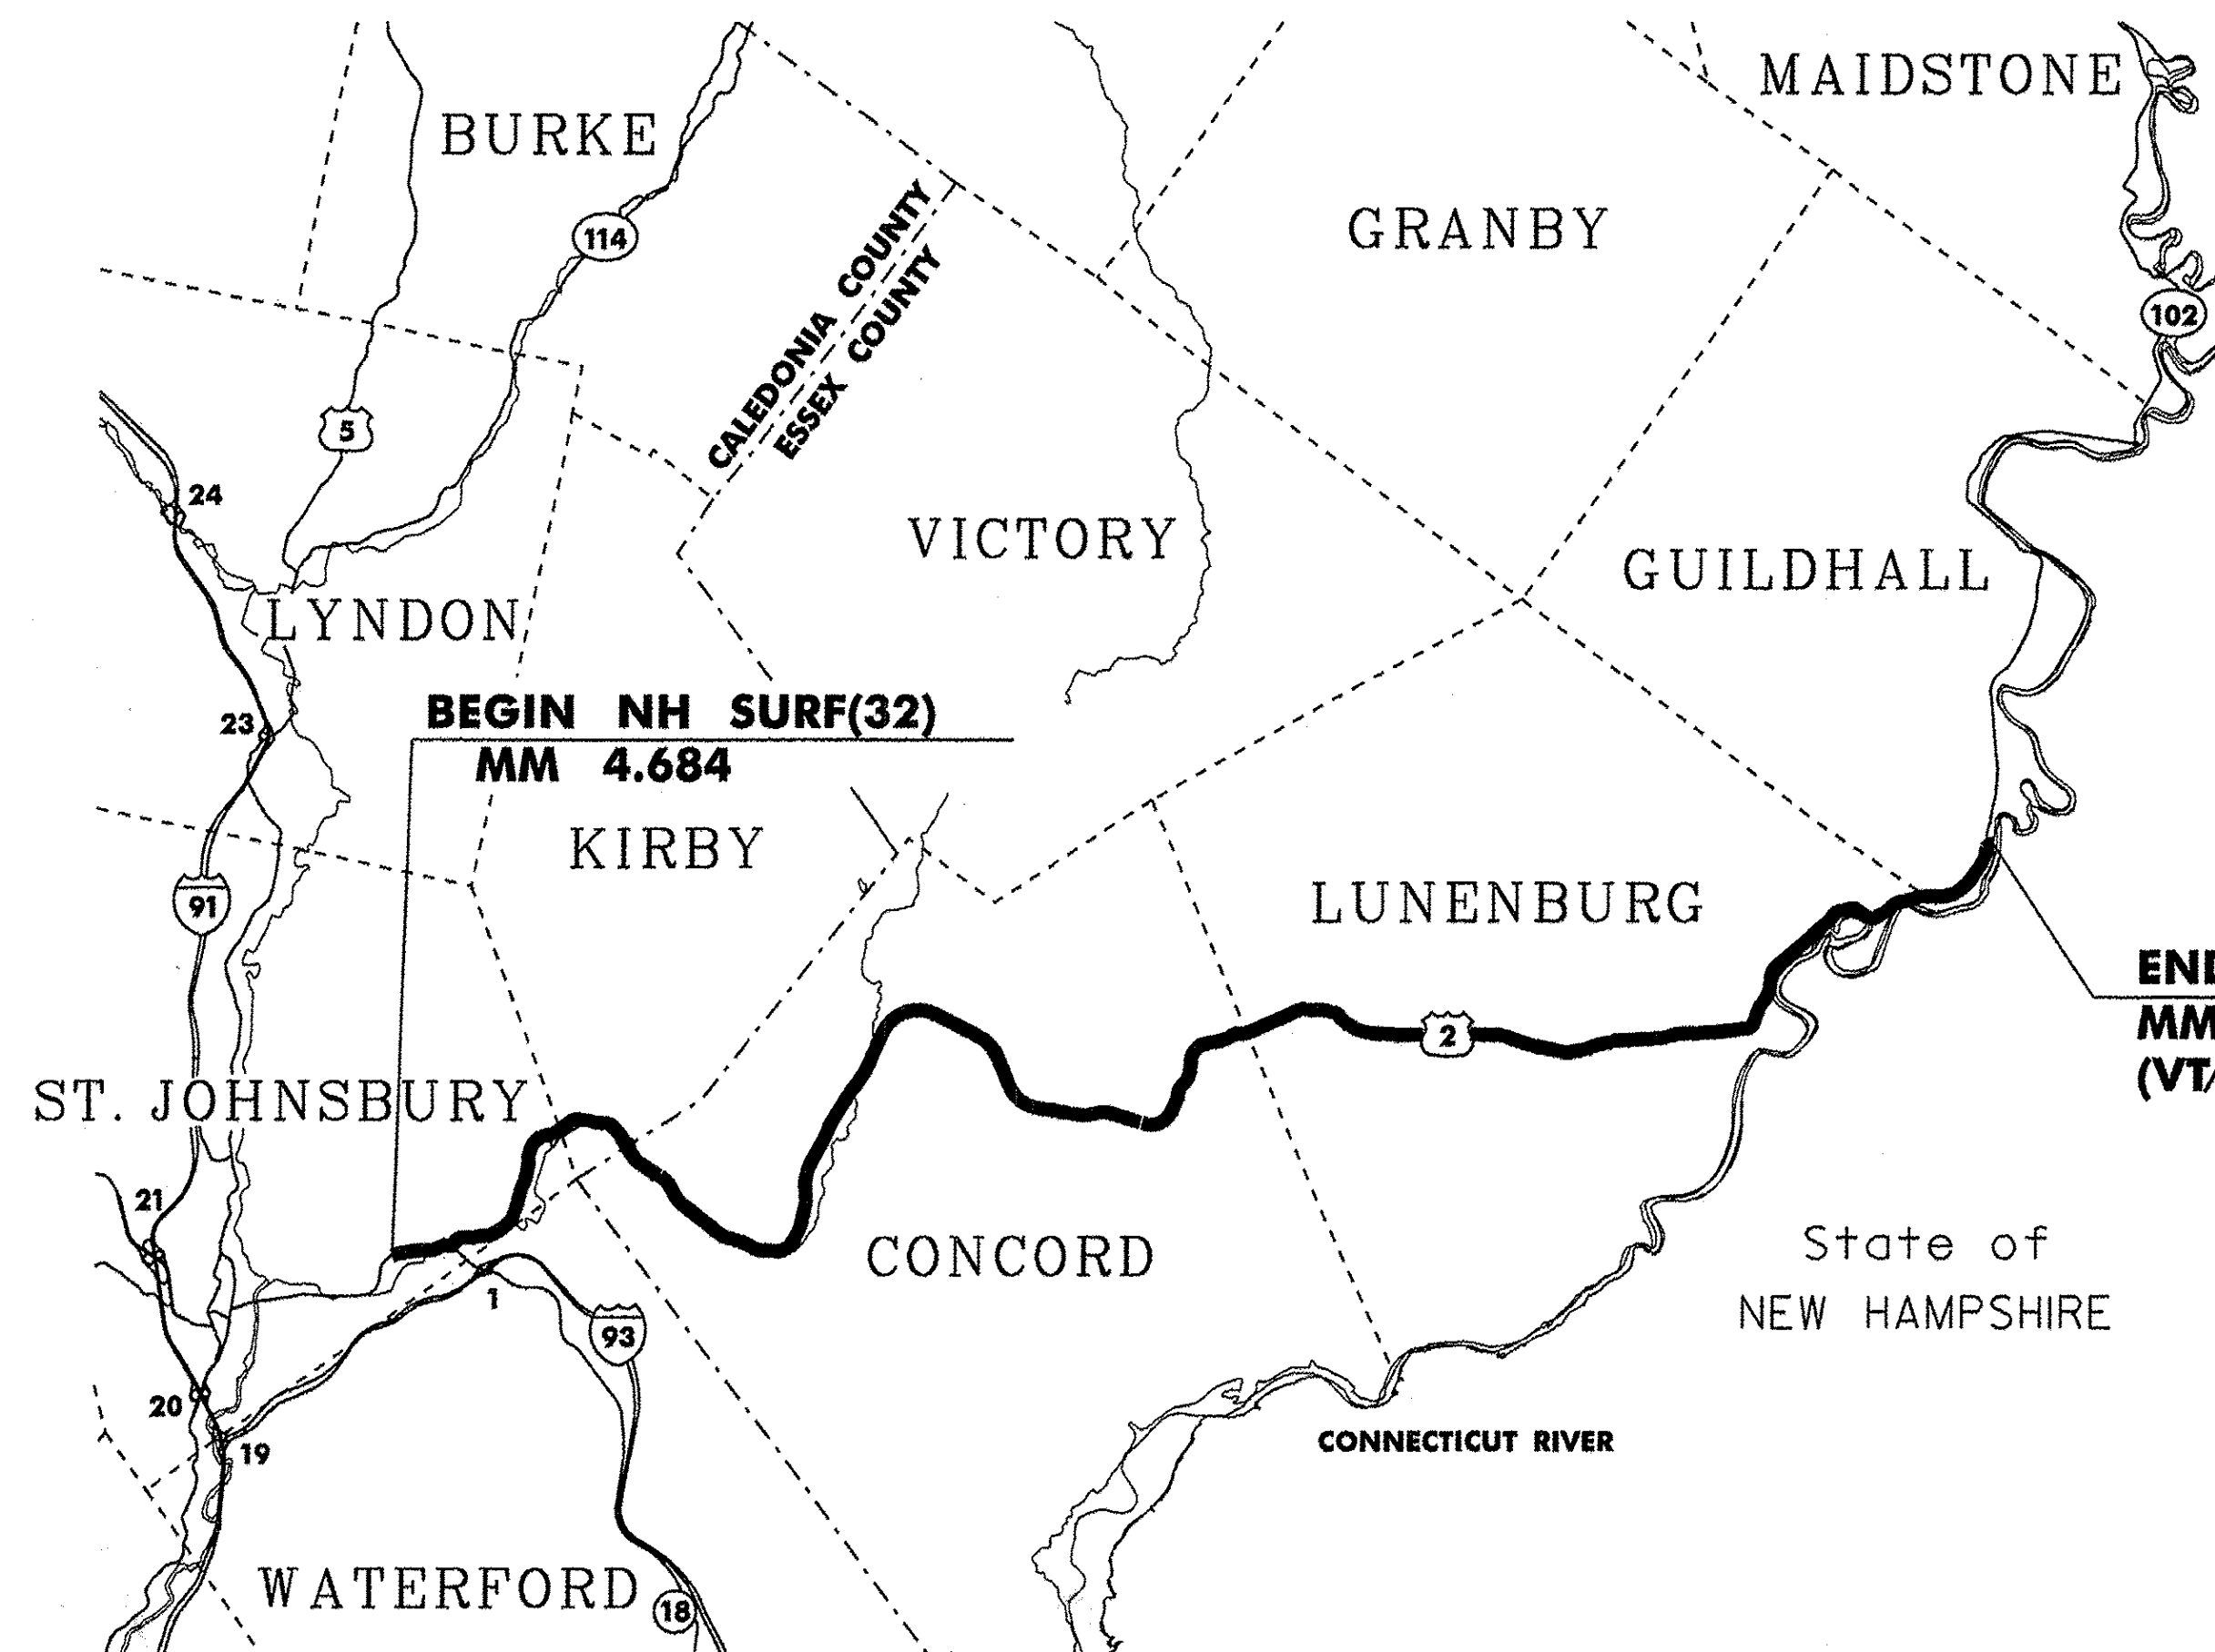 MAIDSTONE
BURKE
GRANBY
114
CALEDONIA COUNTY
ESSEX COUNTY
102
5
24
VICTORY
GUILDHALL
LYNDON
23
BEGIN NH SURF(32)
MM 4.684
KIRBY
91
LUNENBURG
2
MM
(VT/
ST. JOHNSBURY
21
CONCORD
State of
NEW HAMPSHIRE
1
93
20
19
CONNECTICUT RIVER
WATERFORD
18